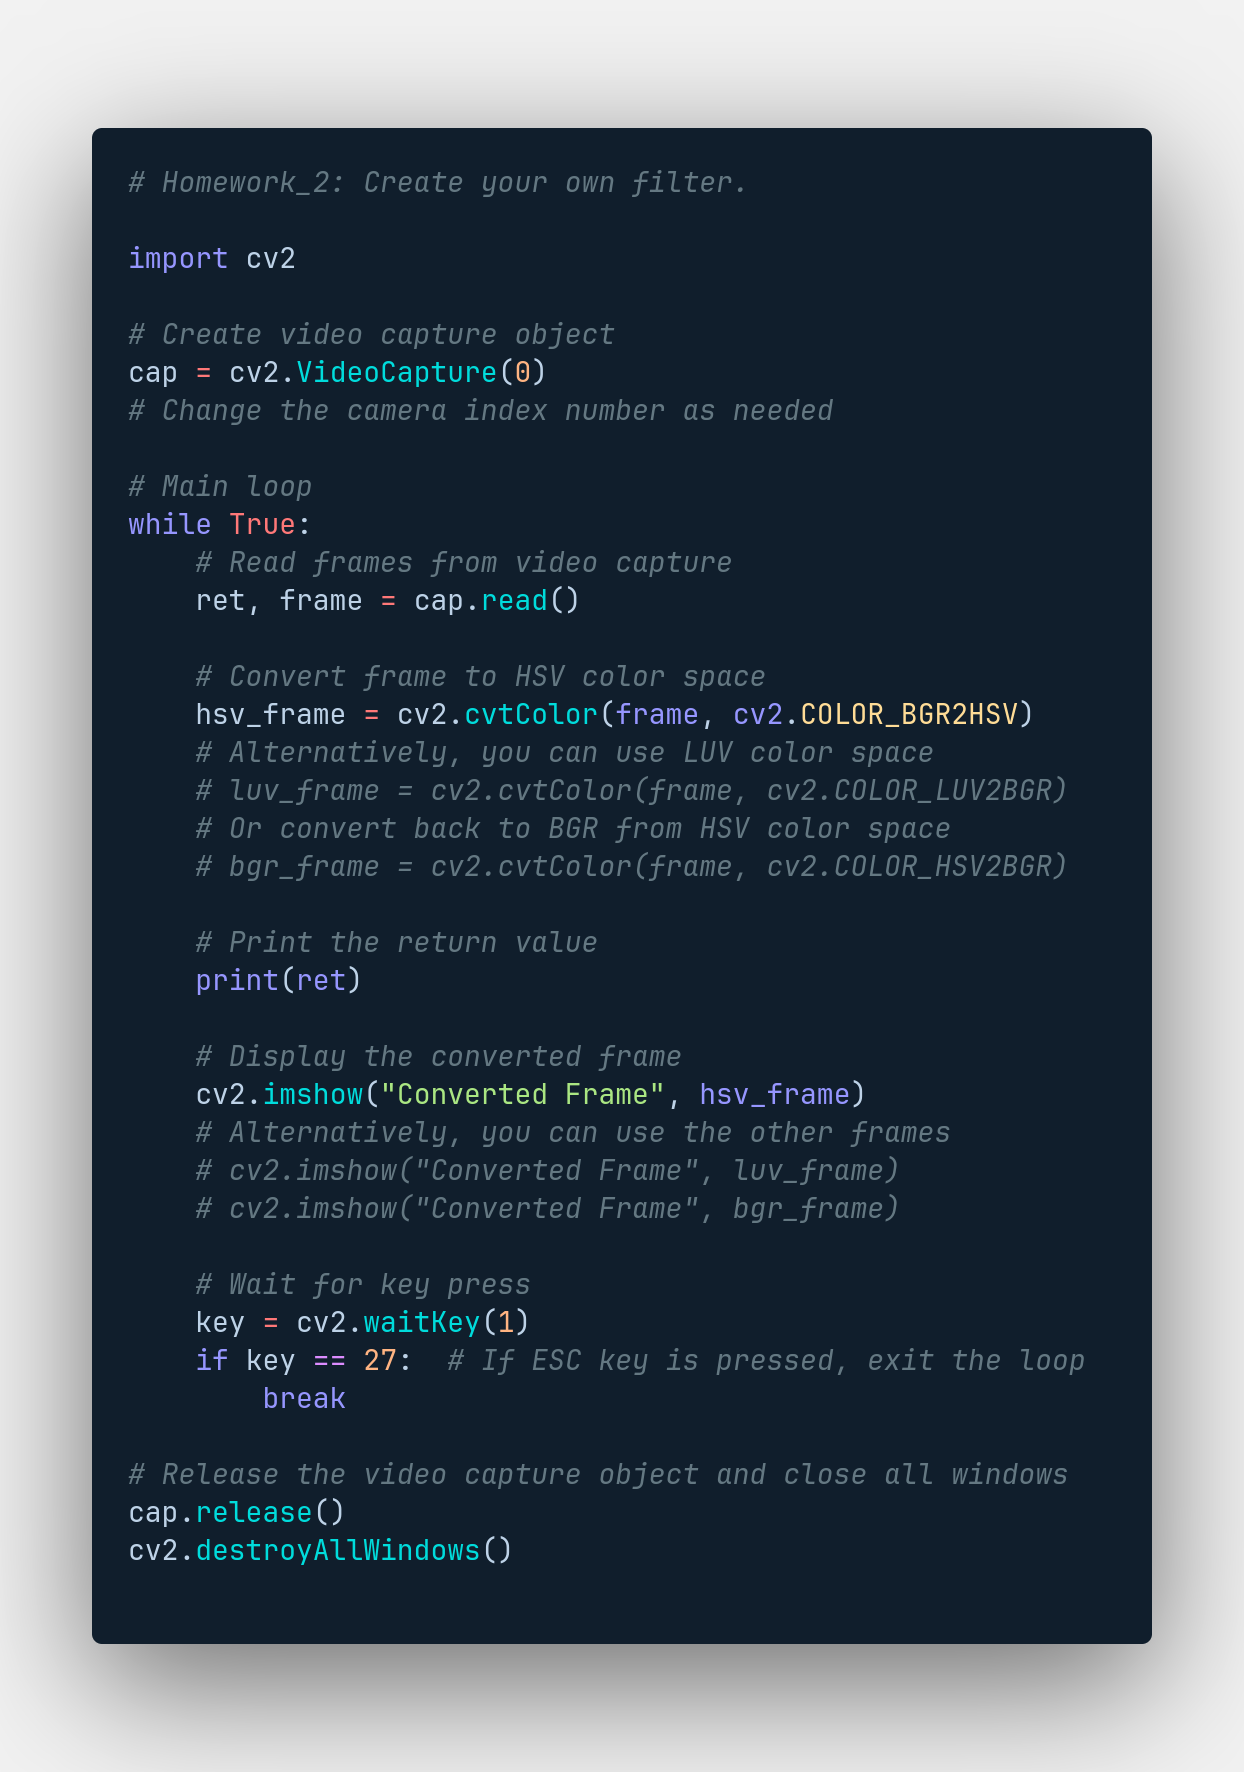 # Homework_2: Create your own filter.
import cv2
# Create video capture object
cap = cv2.VideoCapture(0)
# Change the camera index number as needed
# Main loop
while True:
    # Read frames from video capture
    ret, frame = cap.read()
    # Convert frame to HSV color space
    hsv_frame = cv2.cvtColor(frame, cv2.COLOR_BGR2HSV)
    # Alternatively, you can use LUV color space
    # luv_frame = cv2.cvtColor(frame, cv2.COLOR_LUV2BGR)
    # Or convert back to BGR from HSV color space
    # bgr_frame = cv2.cvtColor(frame, cv2.COLOR_HSV2BGR)
    # Print the return value
    print(ret)
    # Display the converted frame
    cv2.imshow("Converted Frame", hsv_frame)
    # Alternatively, you can use the other frames
    # cv2.imshow("Converted Frame", luv_frame)
    # cv2.imshow("Converted Frame", bgr_frame)
    # Wait for key press
    key = cv2.waitKey(1)
    if key == 27:  # If ESC key is pressed, exit the loop
        break
# Release the video capture object and close all windows
cap.release()
cv2.destroyAllWindows()